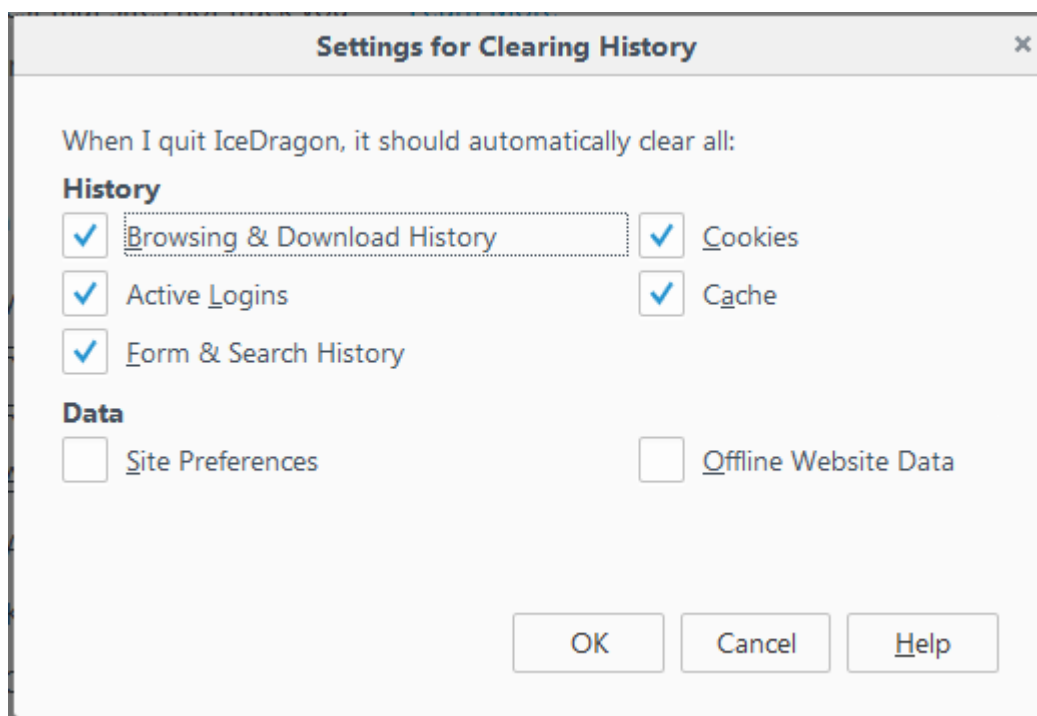 Settings for Clearing History
When I quit IceDragon, it should automatically clear all:
History
Browsing & Download History
Cookies
Active Logins
Cache
Form & Search History
Data
Site Preferences
Offline Website Data
OK
Cancel
Help